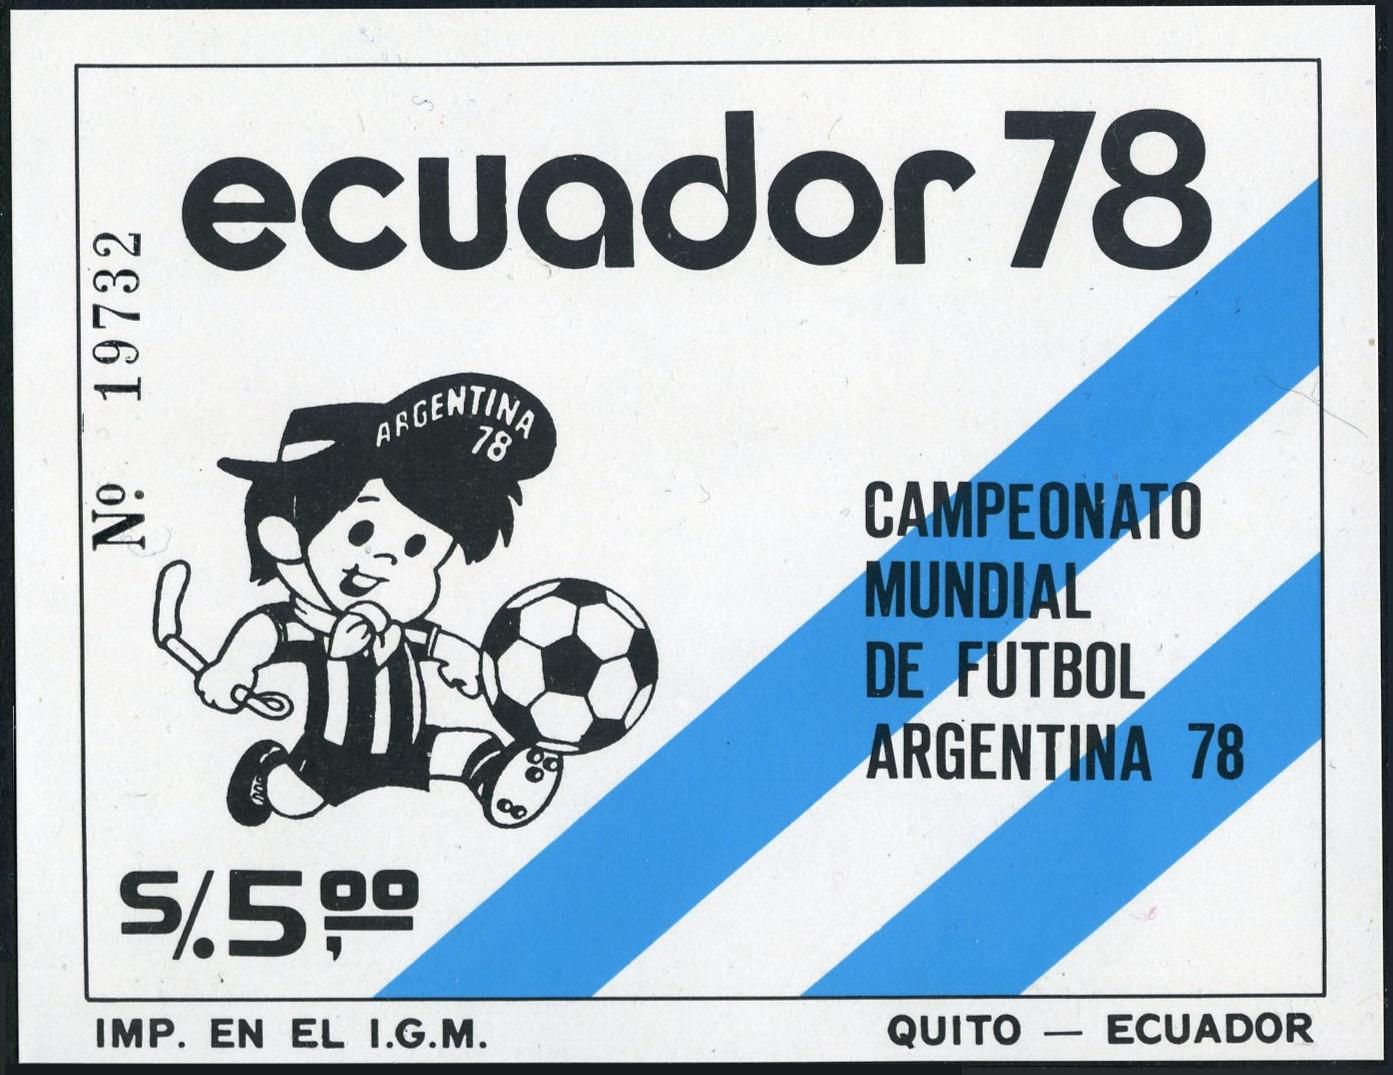 ecuador 78
Nº 19732
ARGENTINA
78
CAMPEONATO
MUNDIAL
DE FUTBOL
ARGENTINA 78
S/.5,00
IMP. EN EL I.G.M.
QUITO — ECUADOR